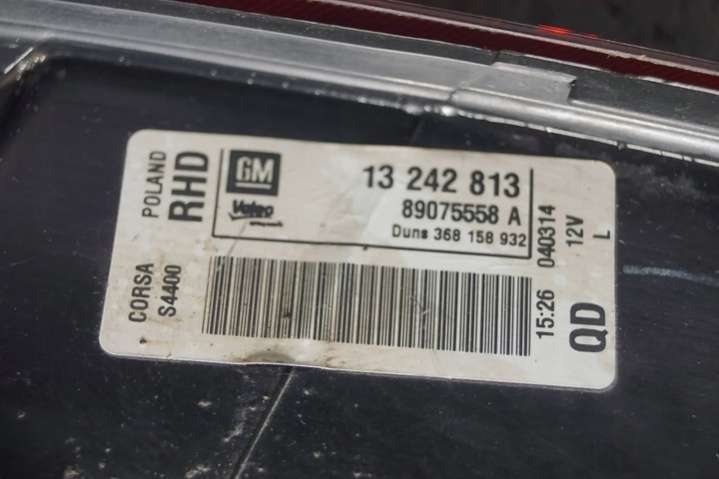 POLAND
RHD
CORSA
S4400
GM
Valeo
13 242 813
89075558 A
Duns 368 158 932
040314
12V
L
15:26
QD